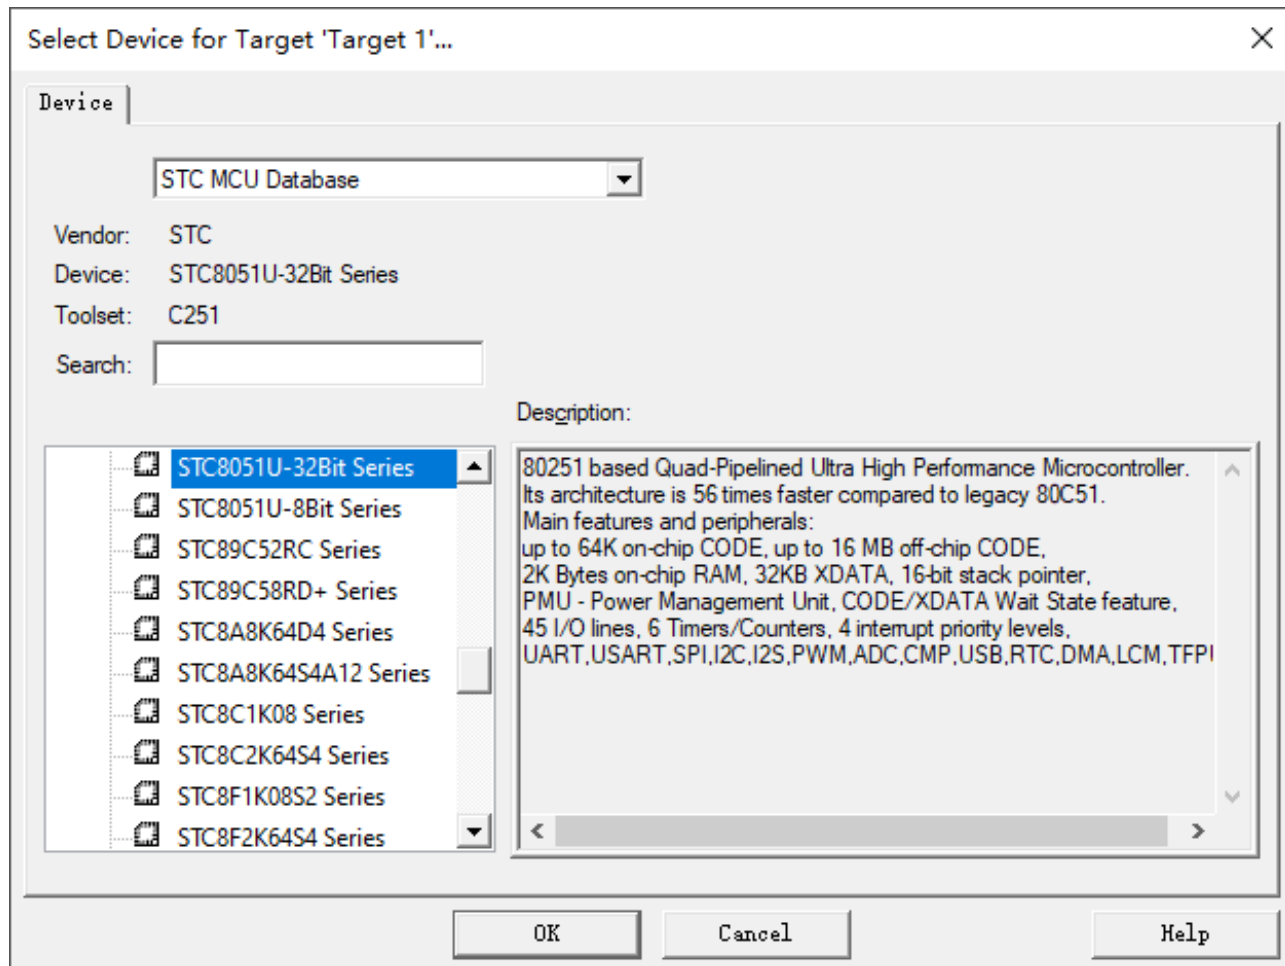 Select Device for Target 'Target 1'...
Device
STC MCU Database
Vendor: STC
Device: STC8051U-32Bit Series
Toolset: C251
Search:
Description:
STC8051U-32Bit Series
STC8051U-8Bit Series
STC89C52RC Series
STC89C58RD+ Series
STC8A8K64D4 Series
STC8A8K64S4A12 Series
STC8C1K08 Series
STC8C2K64S4 Series
STC8F1K08S2 Series
STC8F2K64S4 Series
80251 based Quad-Pipelined Ultra High Performance Microcontroller.
Its architecture is 56 times faster compared to legacy 80C51.
Main features and peripherals:
up to 64K on-chip CODE, up to 16 MB off-chip CODE,
2K Bytes on-chip RAM, 32KB XDATA, 16-bit stack pointer,
PMU - Power Management Unit, CODE/XDATA Wait State feature,
45 I/O lines, 6 Timers/Counters, 4 interrupt priority levels,
UART,USART,SPI,I2C,I2S,PWM,ADC,CMP,USB,RTC,DMA,LCM,
OK
Cancel
Help